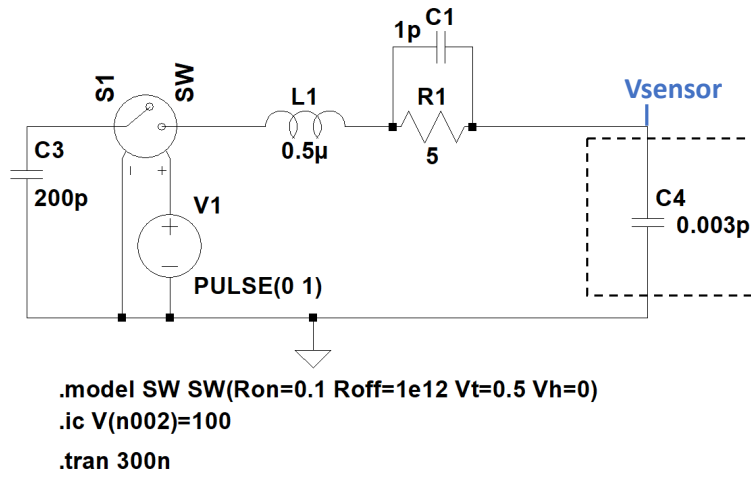 C1
1p
S1
SW
L1
0.5µ
R1
5
Vsensor
C3
200p
V1
PULSE(0 1)
C4
0.003p
.model SW SW(Ron=0.1 Roff=1e12 Vt=0.5 Vh=0)
.ic V(n002)=100
.tran 300n